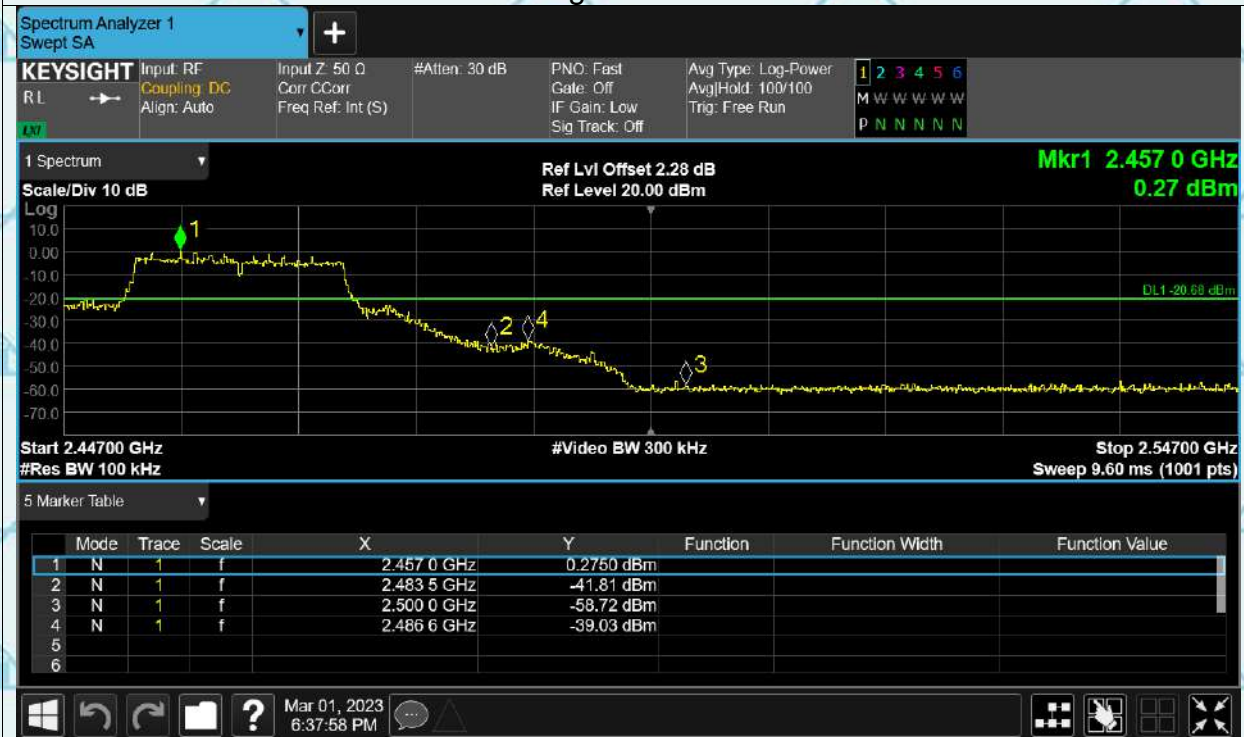 Spectrum Analyzer 1
Swept SA
+
KEYSIGHT Input: RF Input Z: 50 Ω #Atten: 30 dB PNO: Fast Avg Type: Log-Power 1 2 3 4 5 6
RL Coupling: DC Corr CCorr Gate: Off Avg|Hold: 100/100 M W W W W W
Align: Auto Freq Ref: Int (S) IF Gain: Low Trig: Free Run
LXI Sig Track: Off P N N N N N
1 Spectrum Ref Lvl Offset 2.28 dB Mkr1 2.457 0 GHz
Scale/Div 10 dB Ref Level 20.00 dBm 0.27 dBm
Log
10.0
0.00
-10.0
-20.0
-30.0
-40.0
-50.0
-60.0
-70.0
1
2
4
3
DL1 -20.68 dBm
Start 2.44700 GHz #Video BW 300 kHz Stop 2.54700 GHz
#Res BW 100 kHz Sweep 9.60 ms (1001 pts)
5 Marker Table
Mode Trace Scale X Y Function Function Width Function Value
1 N 1 f 2.457 0 GHz 0.2750 dBm
2 N 1 f 2.483 5 GHz -41.81 dBm
3 N 1 f 2.500 0 GHz -58.72 dBm
4 N 1 f 2.486 6 GHz -39.03 dBm
5
6
? Mar 01, 2023
6:37:58 PM